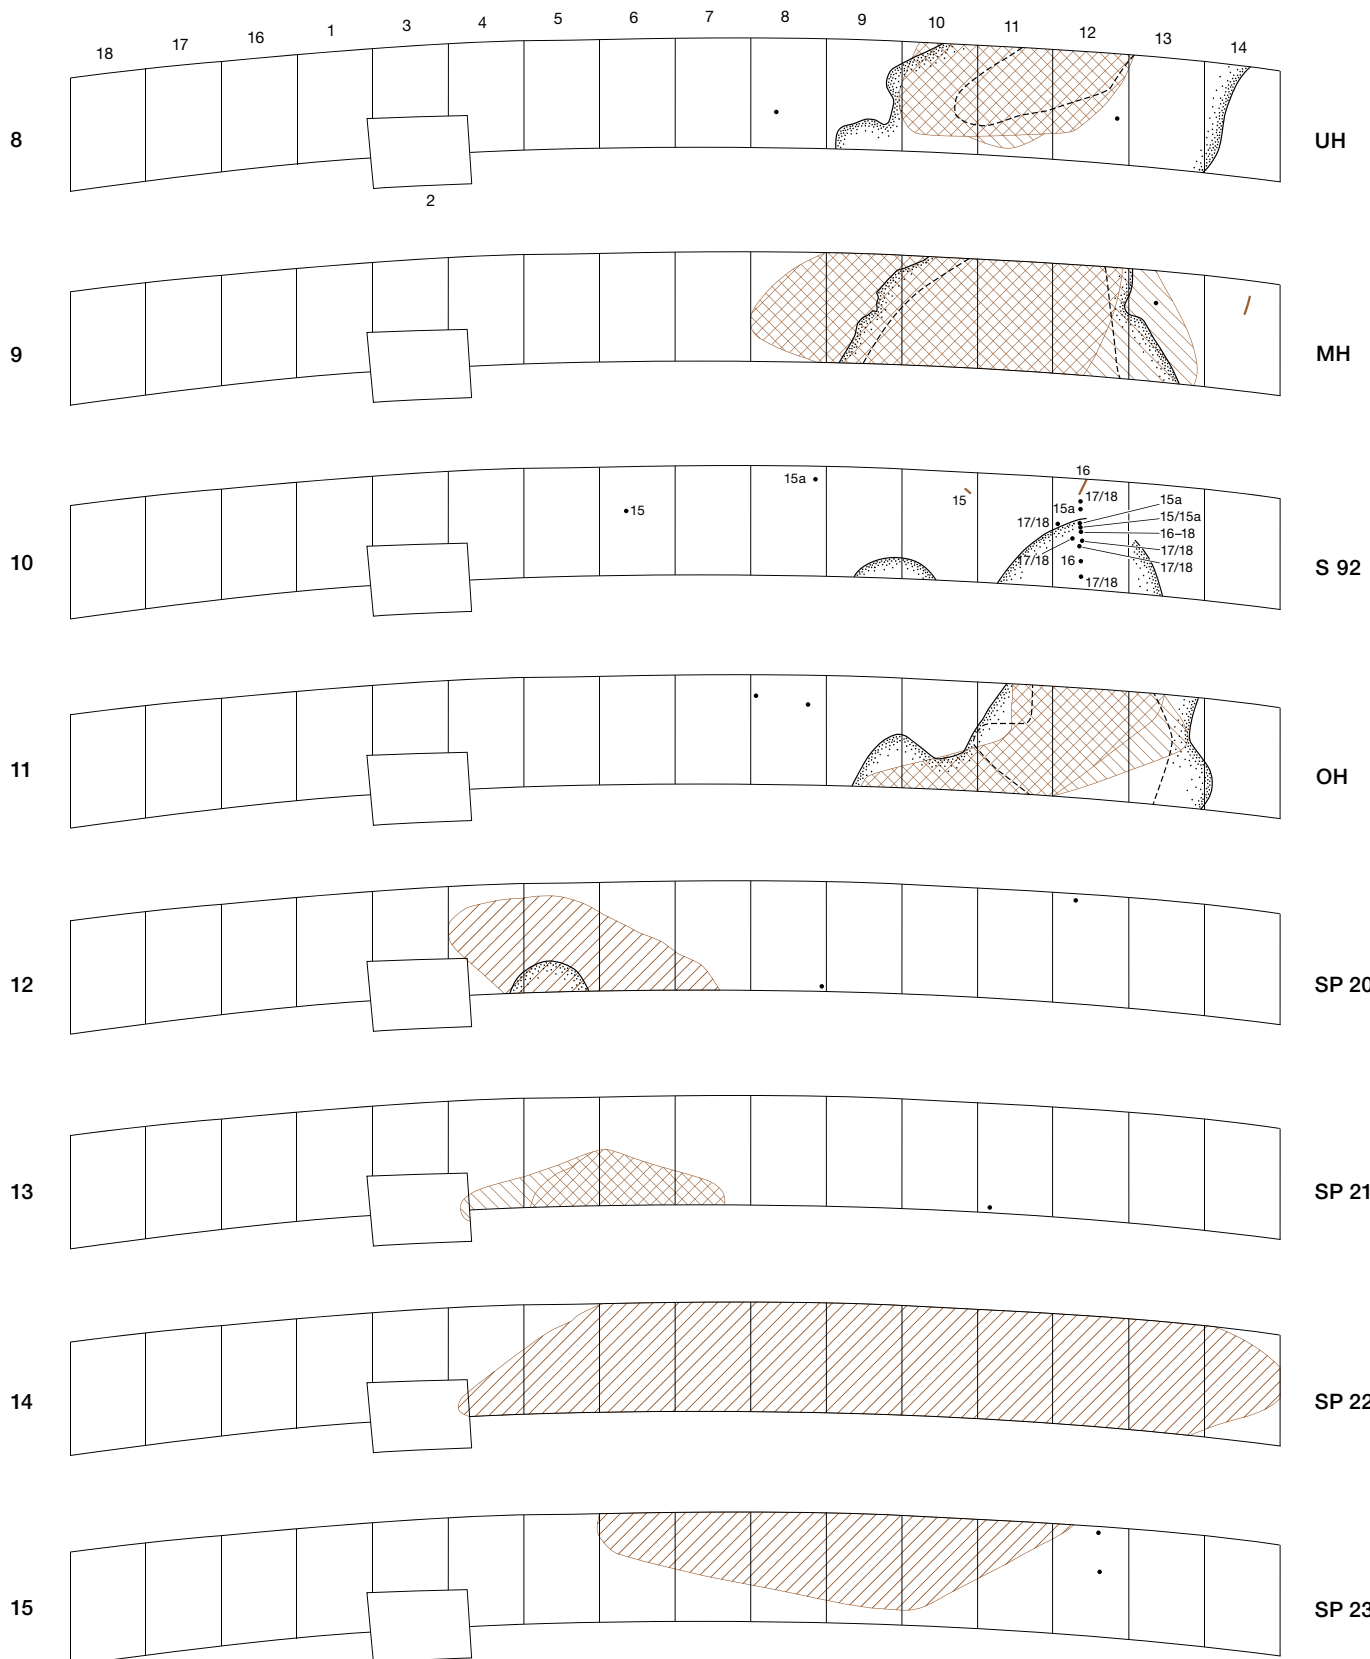 18 17 16 1 3 4 5 6 7 8 9 10 11 12 13 14
8 UH
2
9 MH
16
15a 15 17/18
15 15a 15a
17/18 15/15a
16–18
17/18 16 17/18
17/18
17/18
10 S 92
11 OH
12 SP 20
13 SP 21
14 SP 22
15 SP 23